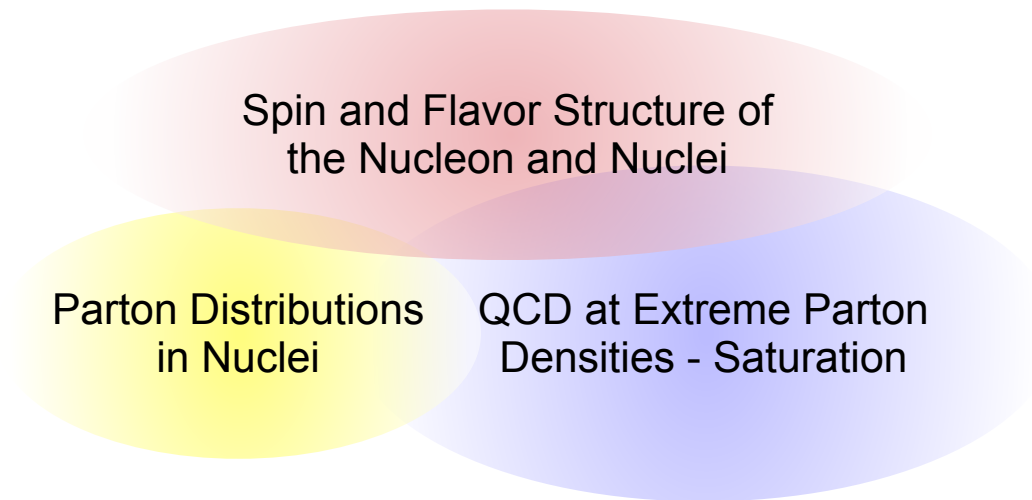 Spin and Flavor Structure of
the Nucleon and Nuclei
Parton Distributions
in Nuclei
QCD at Extreme Parton
Densities - Saturation